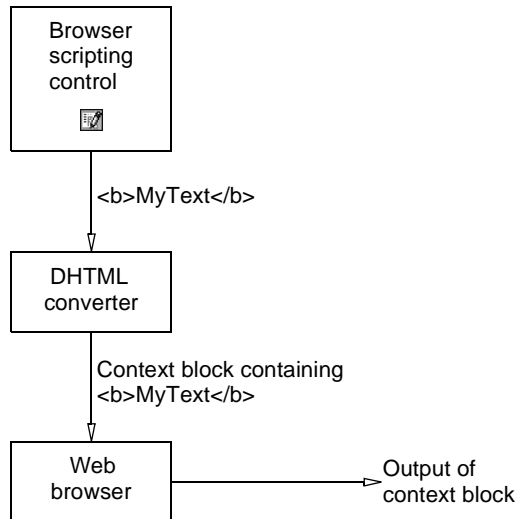 Browser
scripting
control
<b>MyText</b>
DHTML
converter
Context block containing
<b>MyText</b>
Web
browser
Output of
context block